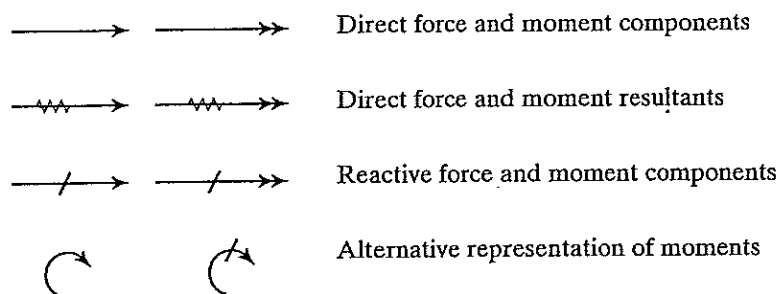 Direct force and moment components
Direct force and moment resultants
Reactive force and moment components
Alternative representation of moments